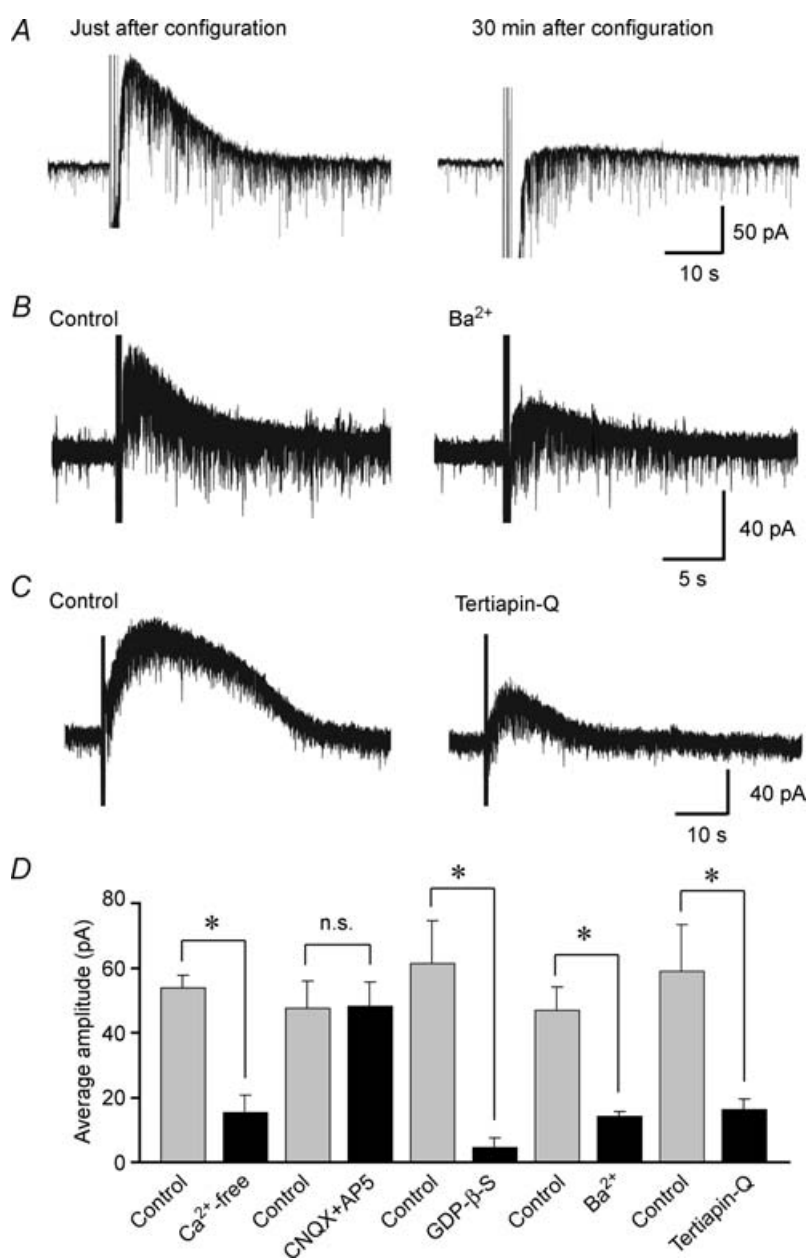 A
Just after configuration
30 min after configuration
50 pA
10 s
B
Control
Ba²⁺
40 pA
5 s
C
Control
Tertiapin-Q
40 pA
10 s
D
Average amplitude (pA)
80
60
40
20
0
*
n.s.
*
*
*
Control
Ca²⁺-free
Control
CNQX+AP5
Control
GDP-β-S
Control
Ba²⁺
Control
Tertiapin-Q